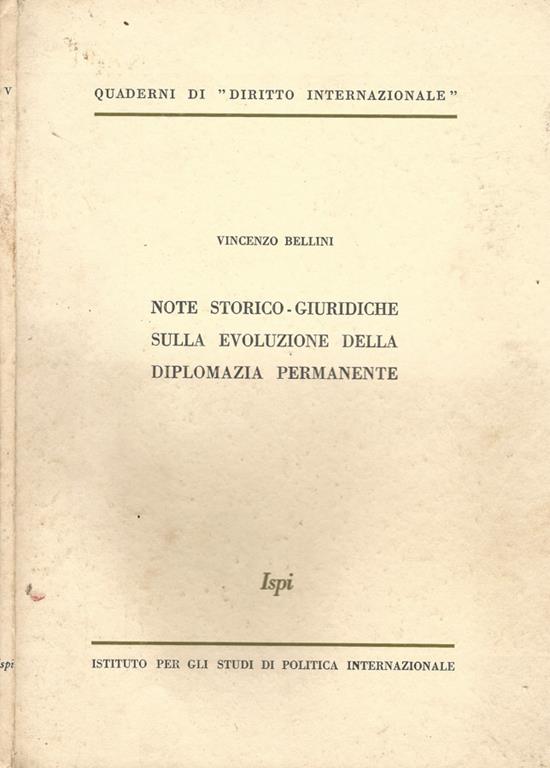 V
QUADERNI DI "DIRITTO INTERNAZIONALE"
VINCENZO BELLINI
NOTE STORICO-GIURIDICHE
SULLA EVOLUZIONE DELLA
DIPLOMAZIA PERMANENTE
Ispi
ISTITUTO PER GLI STUDI DI POLITICA INTERNAZIONALE
spi